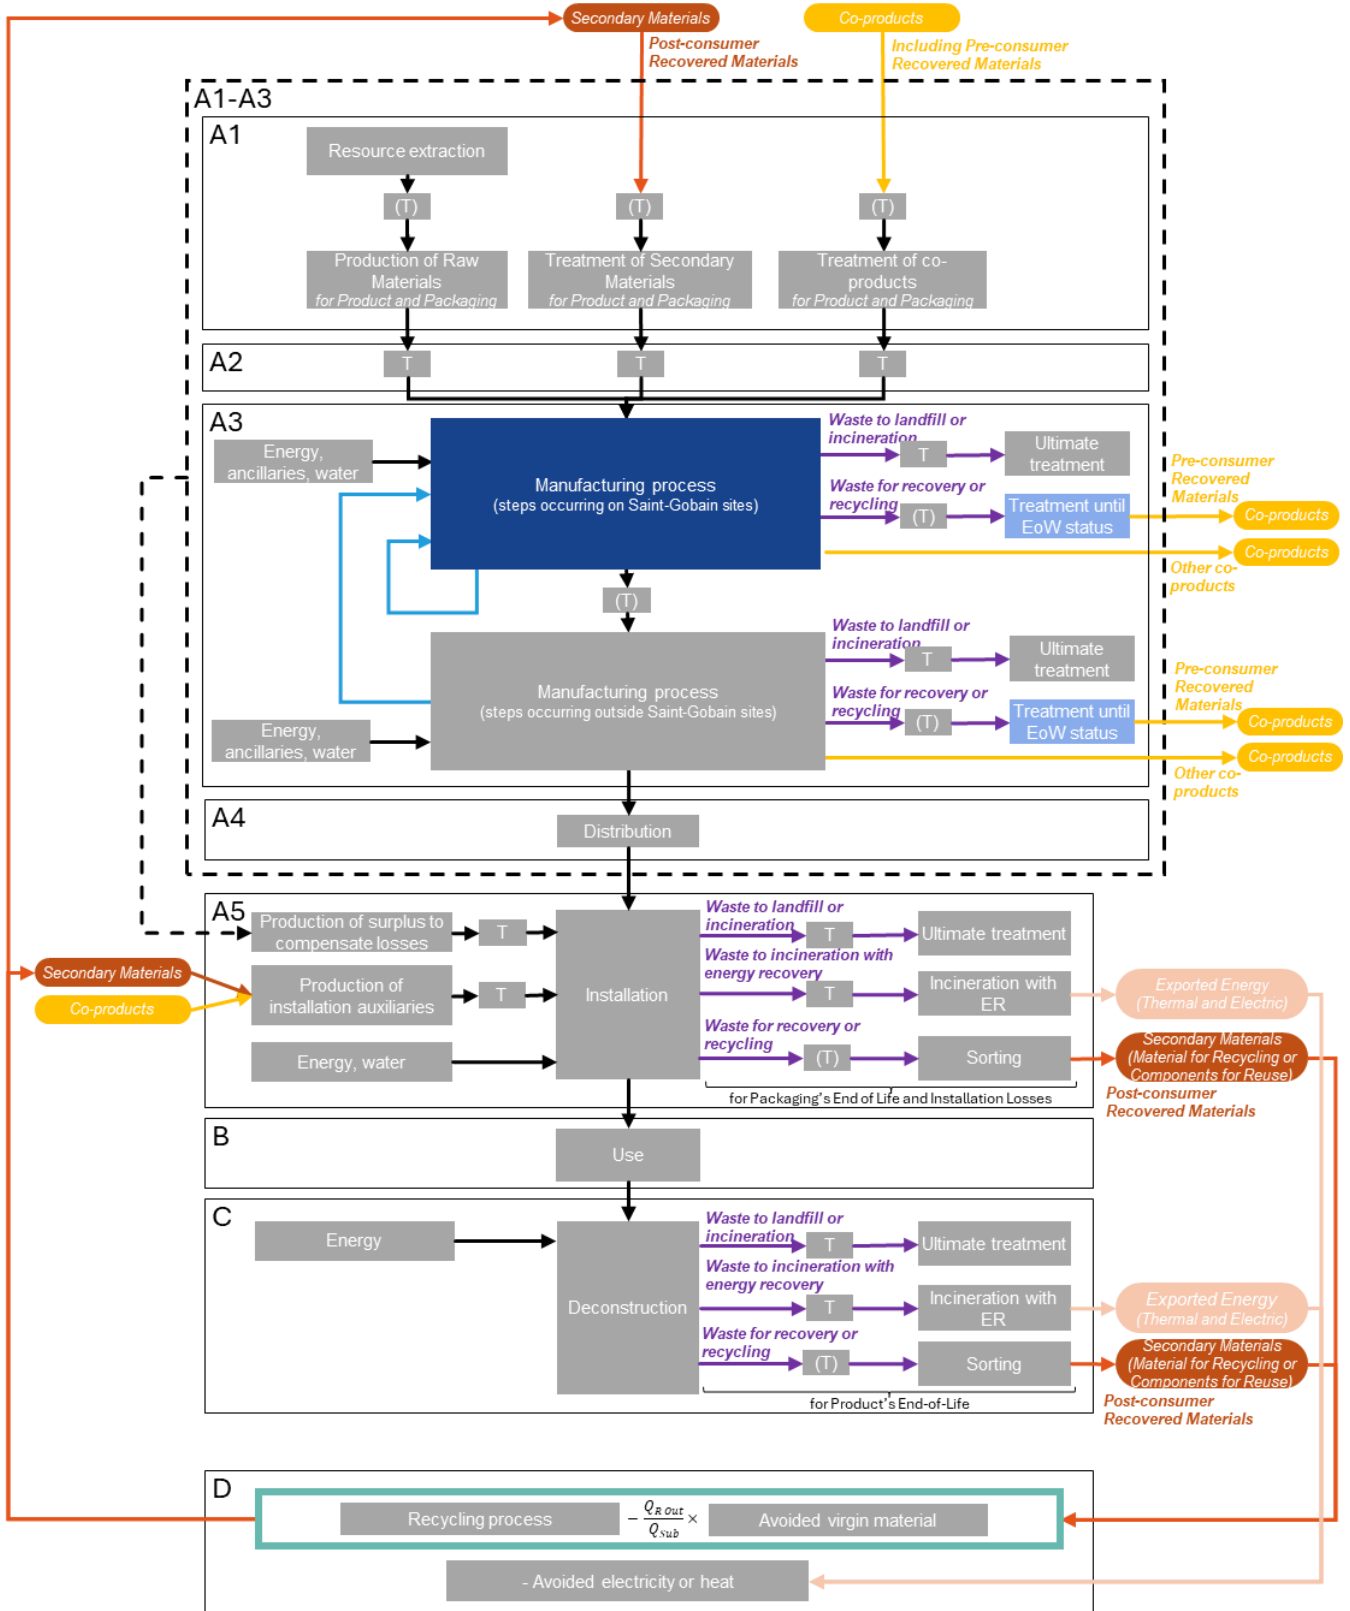 Secondary Materials
Co-products
Post-consumer
Recovered Materials
Including Pre-consumer
Recovered Materials
A1-A3
A1
Resource extraction
(T)
(T)
(T)
Production of Raw
Materials
for Product and Packaging
Treatment of Secondary
Materials
for Product and Packaging
Treatment of co-
products
for Product and Packaging
A2
T
T
T
A3
Energy,
ancillaries, water
Manufacturing process
(steps occurring on Saint-Gobain sites)
Waste to landfill or
incineration
T
Ultimate
treatment
Waste for recovery or
recycling
(T)
Treatment until
EoW status
Pre-consumer
Recovered
Materials
Co-products
Co-products
Other co-
products
(T)
Manufacturing process
(steps occurring outside Saint-Gobain sites)
Energy,
ancillaries, water
Waste to landfill or
incineration
T
Ultimate
treatment
Waste for recovery or
recycling
(T)
Treatment until
EoW status
Pre-consumer
Recovered
Materials
Co-products
Co-products
Other co-
products
A4
Distribution
A5
Production of surplus to
compensate losses
T
Secondary Materials
Co-products
Production of
installation auxiliaries
T
Energy, water
Installation
Waste to landfill or
incineration
T
Ultimate treatment
Waste to incineration with
energy recovery
T
Incineration with
ER
Waste for recovery or
recycling
(T)
Sorting
for Packaging's End of Life and Installation Losses
Exported Energy
(Thermal and Electric)
Secondary Materials
(Material for Recycling or
Components for Reuse)
Post-consumer
Recovered Materials
B
Use
C
Energy
Deconstruction
Waste to landfill or
incineration
T
Ultimate treatment
Waste to incineration with
energy recovery
T
Incineration with
ER
Waste for recovery or
recycling
(T)
Sorting
for Product's End-of-Life
Exported Energy
(Thermal and Electric)
Secondary Materials
(Material for Recycling or
Components for Reuse)
Post-consumer
Recovered Materials
D
Recycling process
− Q_{R Out}/Q_{Sub} ×
Avoided virgin material
- Avoided electricity or heat